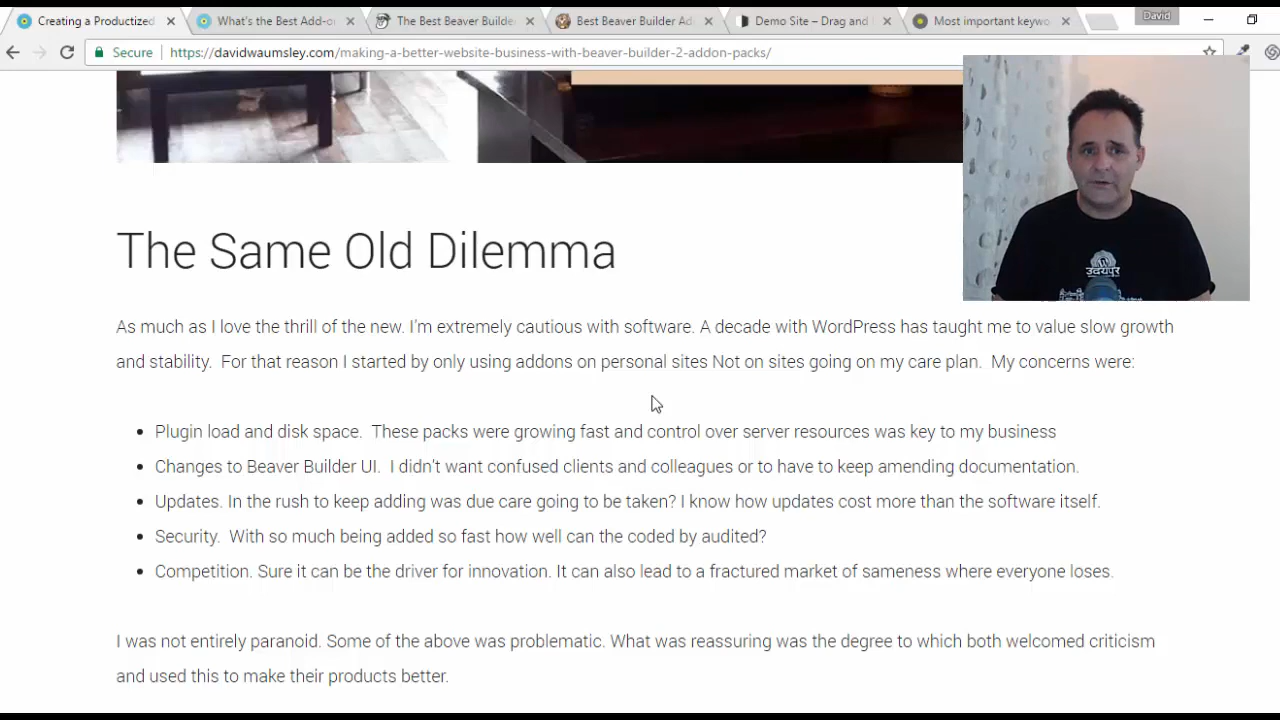 Creating a Productized
What's the Best Add-o
The Best Beaver Builde
Best Beaver Builder Ad
Demo Site – Drag and
Most important keywo
David
Secure
https://davidwaumsley.com/making-a-better-website-business-with-beaver-builder-2-addon-packs/
उदयपुर
The Same Old Dilemma
As much as I love the thrill of the new. I'm extremely cautious with software. A decade with WordPress has taught me to value slow growth
and stability. For that reason I started by only using addons on personal sites Not on sites going on my care plan. My concerns were:
• Plugin load and disk space. These packs were growing fast and control over server resources was key to my business
• Changes to Beaver Builder UI. I didn't want confused clients and colleagues or to have to keep amending documentation.
• Updates. In the rush to keep adding was due care going to be taken? I know how updates cost more than the software itself.
• Security. With so much being added so fast how well can the coded by audited?
• Competition. Sure it can be the driver for innovation. It can also lead to a fractured market of sameness where everyone loses.
I was not entirely paranoid. Some of the above was problematic. What was reassuring was the degree to which both welcomed criticism
and used this to make their products better.